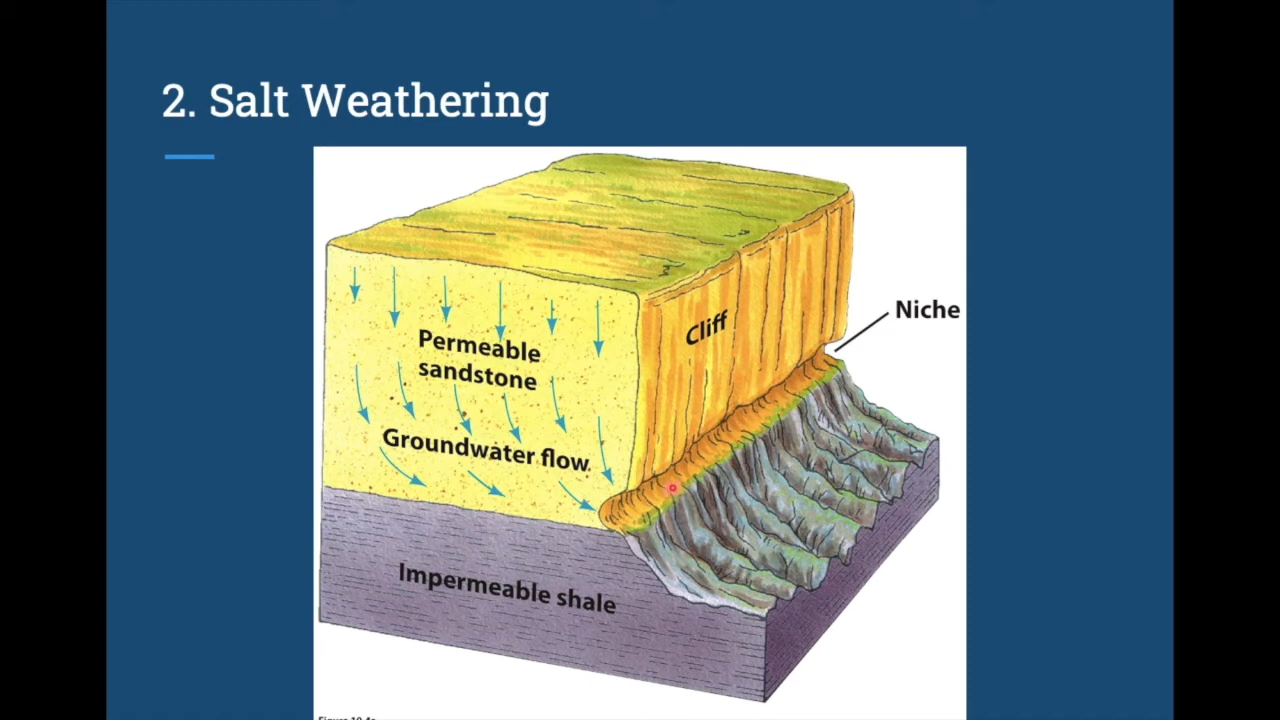 2. Salt Weathering
Niche
Cliff
Permeable
sandstone
Groundwater flow
Impermeable shale